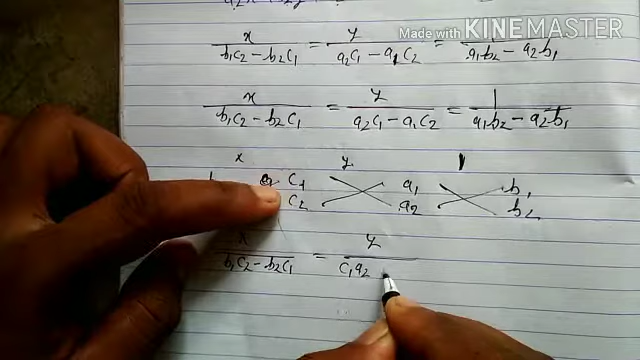 Made with KINEMASTER
x/(b₁c₂-b₂c₁) = y/(a₂c₁-a₁c₂) = /(a₁b₂-a₂b₁)
x/(b₁c₂-b₂c₁) = y/(a₂c₁-a₁c₂) = 1/(a₁b₂-a₂b₁)
x y 1
c₁ a₁ b₁
c₂ a₂ b₂
x/(b₁c₂-b₂c₁) = y/(c₁a₂